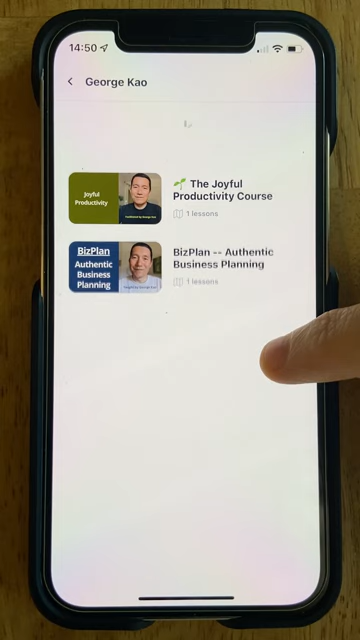 14:50
George Kao
Joyful
Productivity
🌱 The Joyful
Productivity Course
1 lessons
BizPlan
Authentic
Business
Planning
BizPlan -- Authentic
Business Planning
1 lessons